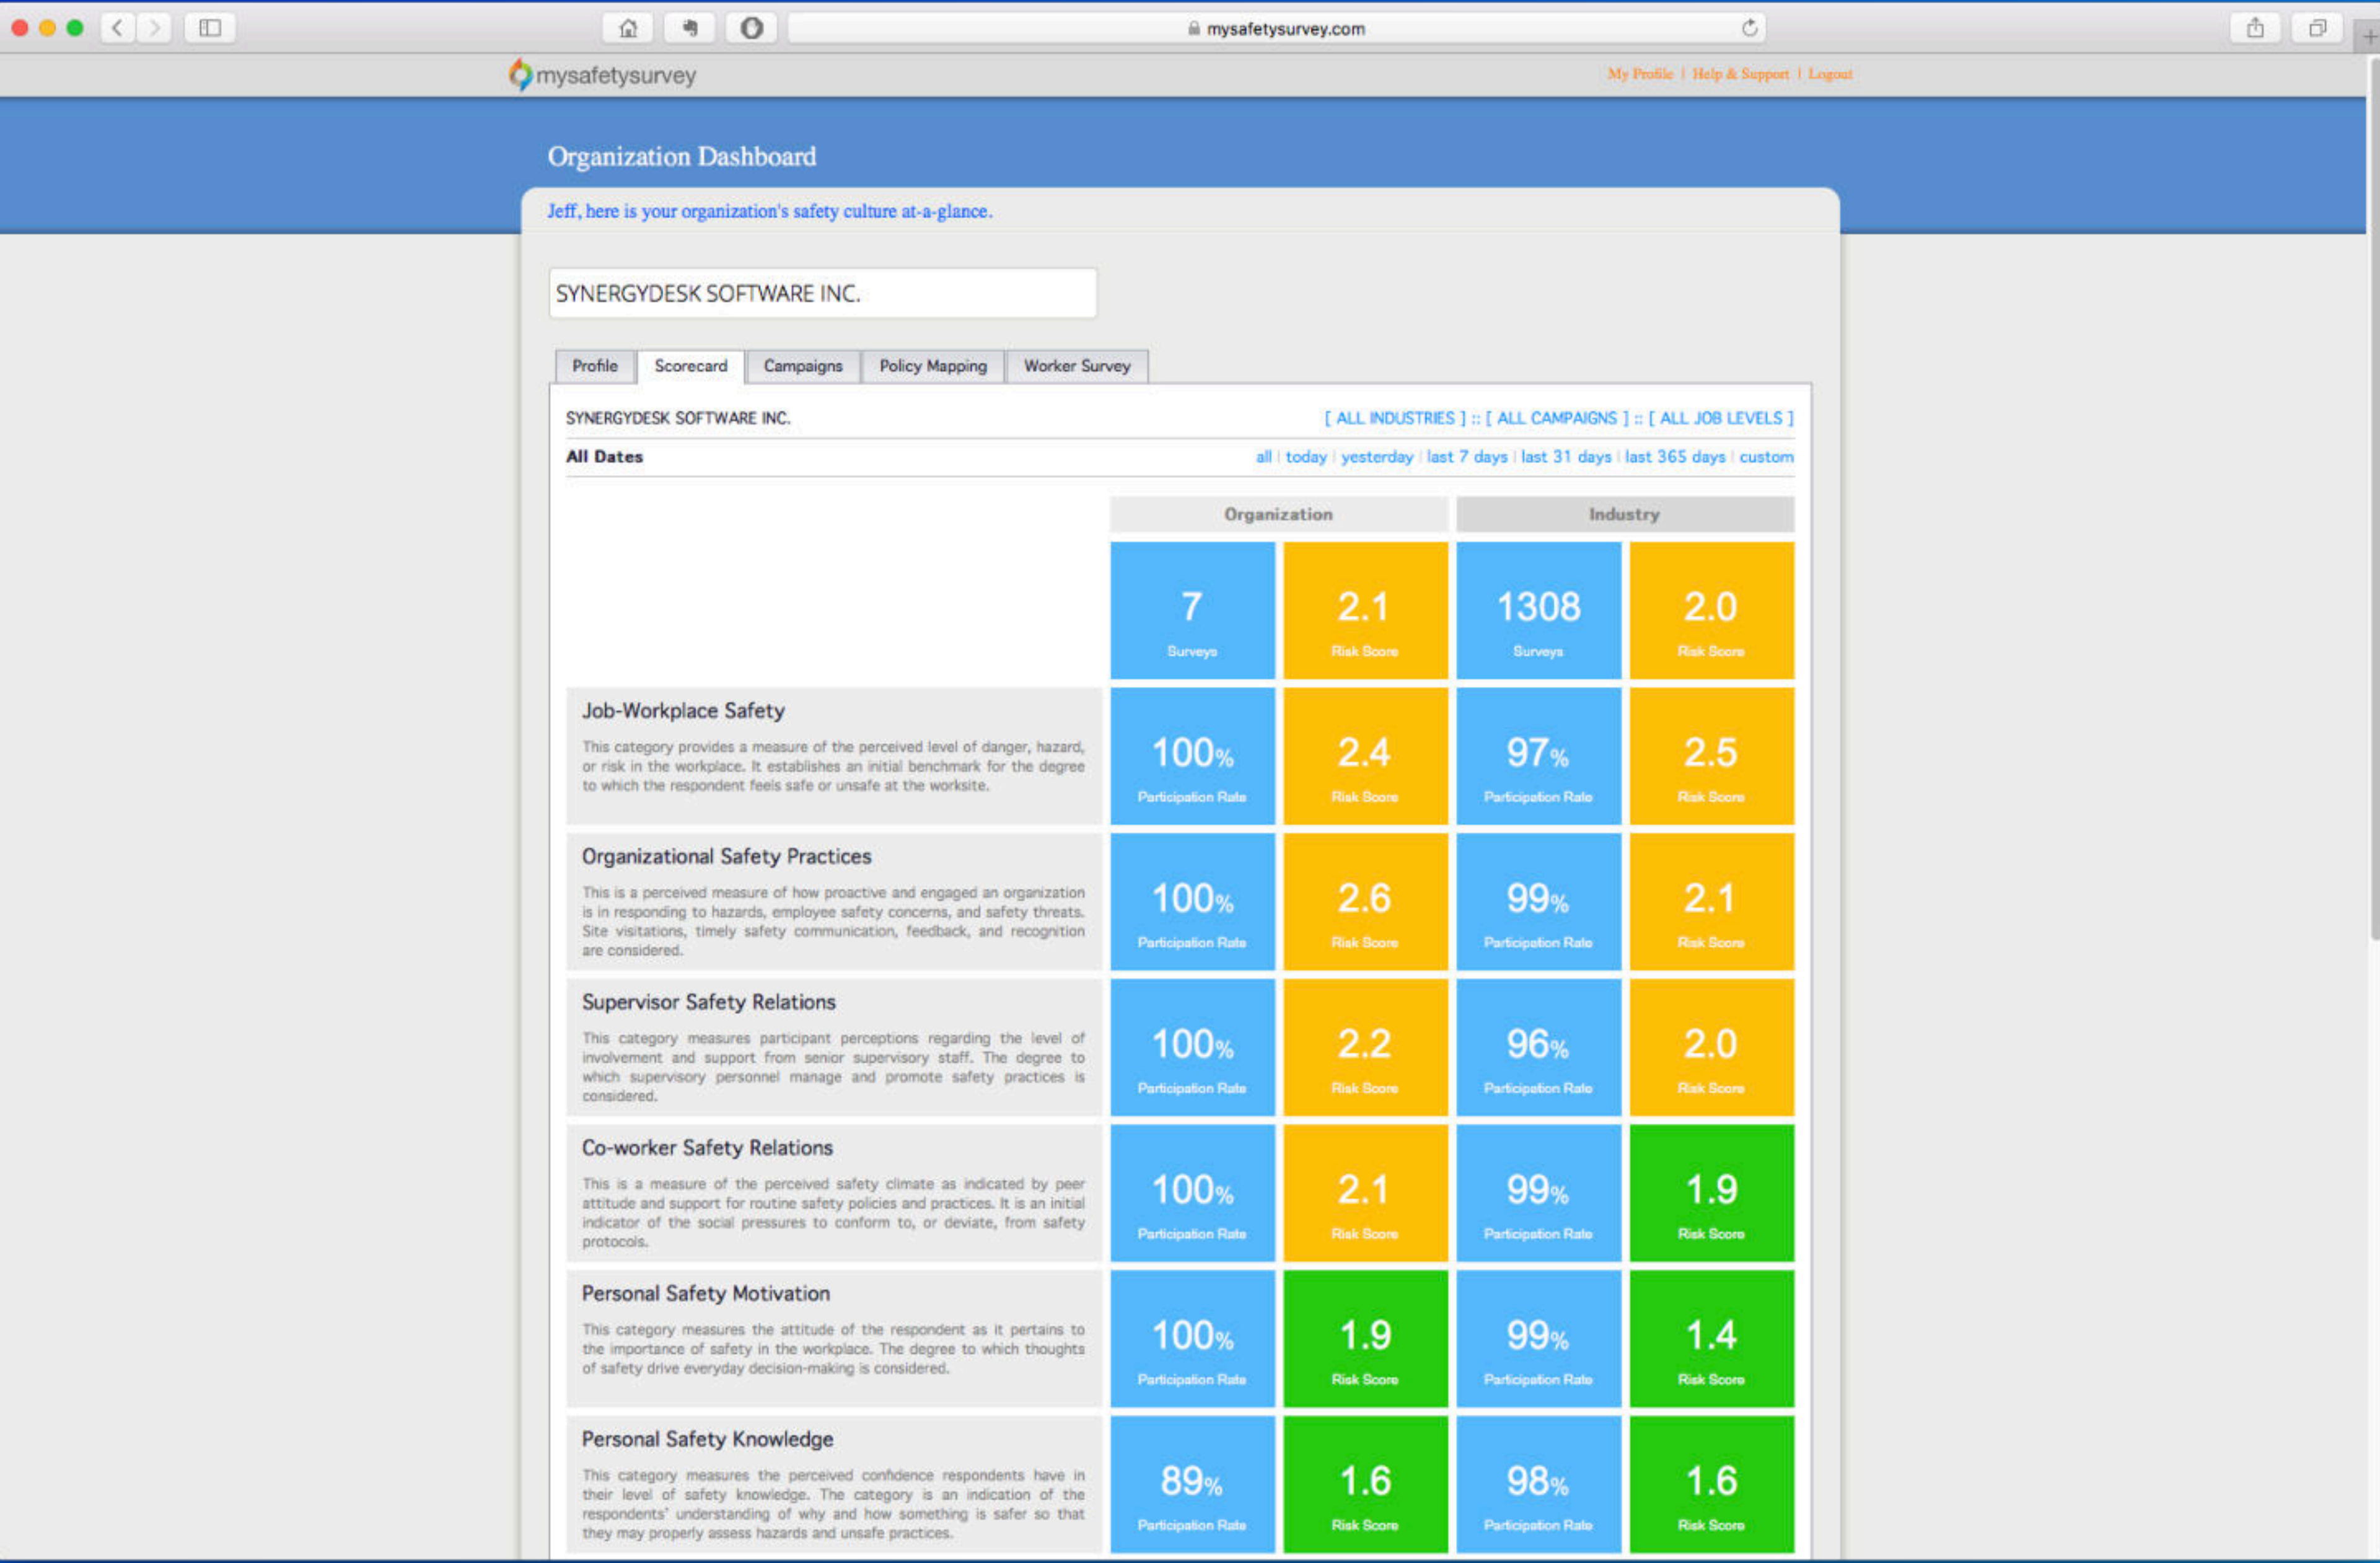 mysafetysurvey.com
mysafetysurvey
My Profile | Help & Support | Logout
Organization Dashboard
Jeff, here is your organization's safety culture at-a-glance.
SYNERGYDESK SOFTWARE INC.
Profile Scorecard Campaigns Policy Mapping Worker Survey
SYNERGYDESK SOFTWARE INC. [ ALL INDUSTRIES ] :: [ ALL CAMPAIGNS ] :: [ ALL JOB LEVELS ]
All Dates all | today | yesterday | last 7 days | last 31 days | last 365 days | custom
Organization Industry
7 2.1 1308 2.0
Surveys Risk Score Surveys Risk Score
Job-Workplace Safety
This category provides a measure of the perceived level of danger, hazard,
or risk in the workplace. It establishes an initial benchmark for the degree
to which the respondent feels safe or unsafe at the worksite.
100% 2.4 97% 2.5
Participation Rate Risk Score Participation Rate Risk Score
Organizational Safety Practices
This is a perceived measure of how proactive and engaged an organization
is in responding to hazards, employee safety concerns, and safety threats.
Site visitations, timely safety communication, feedback, and recognition
are considered.
100% 2.6 99% 2.1
Participation Rate Risk Score Participation Rate Risk Score
Supervisor Safety Relations
This category measures participant perceptions regarding the level of
involvement and support from senior supervisory staff. The degree to
which supervisory personnel manage and promote safety practices is
considered.
100% 2.2 96% 2.0
Participation Rate Risk Score Participation Rate Risk Score
Co-worker Safety Relations
This is a measure of the perceived safety climate as indicated by peer
attitude and support for routine safety policies and practices. It is an initial
indicator of the social pressures to conform to, or deviate, from safety
protocols.
100% 2.1 99% 1.9
Participation Rate Risk Score Participation Rate Risk Score
Personal Safety Motivation
This category measures the attitude of the respondent as it pertains to
the importance of safety in the workplace. The degree to which thoughts
of safety drive everyday decision-making is considered.
100% 1.9 99% 1.4
Participation Rate Risk Score Participation Rate Risk Score
Personal Safety Knowledge
This category measures the perceived confidence respondents have in
their level of safety knowledge. The category is an indication of the
respondents' understanding of why and how something is safer so that
they may properly assess hazards and unsafe practices.
89% 1.6 98% 1.6
Participation Rate Risk Score Participation Rate Risk Score